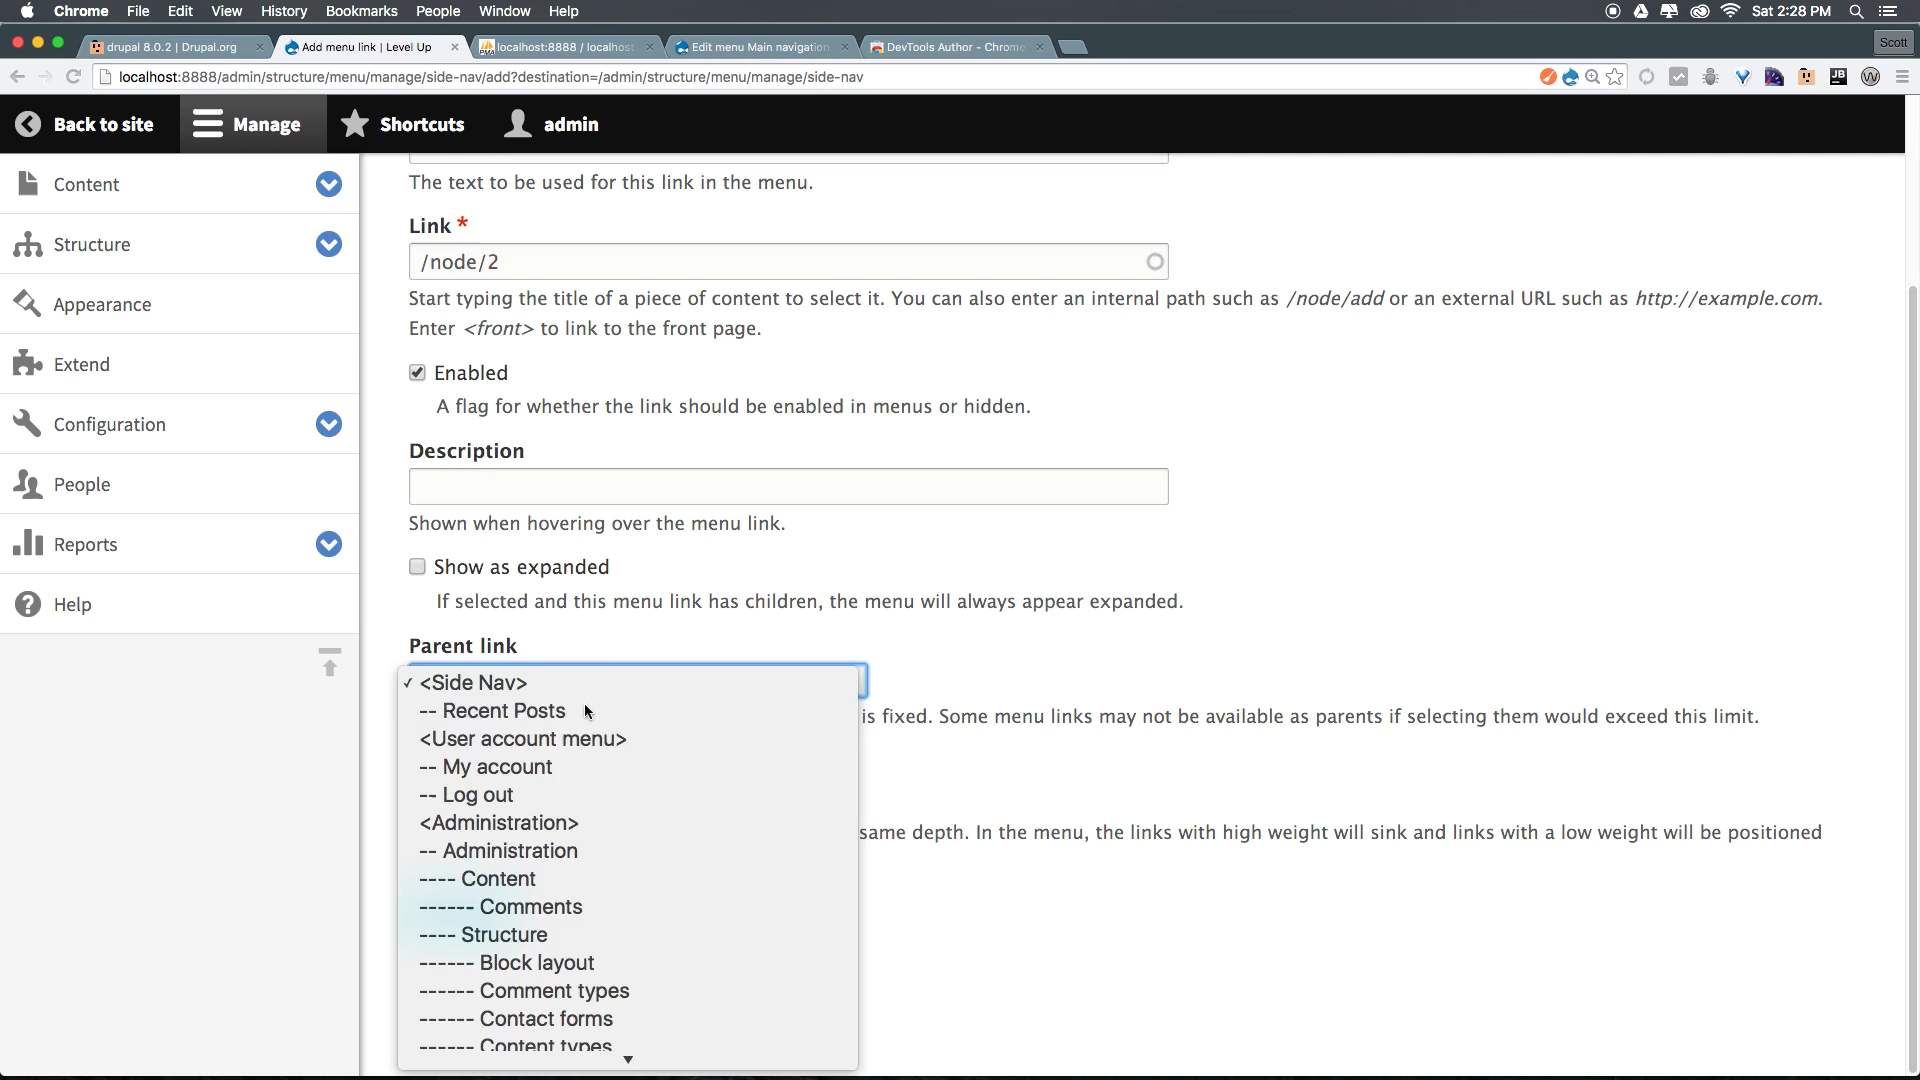 Chrome File Edit View History Bookmarks People Window Help Sat 2:28 PM
drupal 8.0.2 | Drupal.org Add menu link | Level Up localhost:8888 / localhost Edit menu Main navigation DevTools Author - Chrome Scott
localhost:8888/admin/structure/menu/manage/side-nav/add?destination=/admin/structure/menu/manage/side-nav JB W
Back to site Manage Shortcuts admin
Content
Structure
Appearance
Extend
Configuration
People
Reports
Help
The text to be used for this link in the menu.
Link *
/node/2
Start typing the title of a piece of content to select it. You can also enter an internal path such as /node/add or an external URL such as http://example.com.
Enter <front> to link to the front page.
Enabled
A flag for whether the link should be enabled in menus or hidden.
Description
Shown when hovering over the menu link.
Show as expanded
If selected and this menu link has children, the menu will always appear expanded.
Parent link
✓ <Side Nav>
-- Recent Posts
<User account menu>
-- My account
-- Log out
<Administration>
-- Administration
---- Content
------ Comments
---- Structure
------ Block layout
------ Comment types
------ Contact forms
------ Content types
is fixed. Some menu links may not be available as parents if selecting them would exceed this limit.
same depth. In the menu, the links with high weight will sink and links with a low weight will be positioned